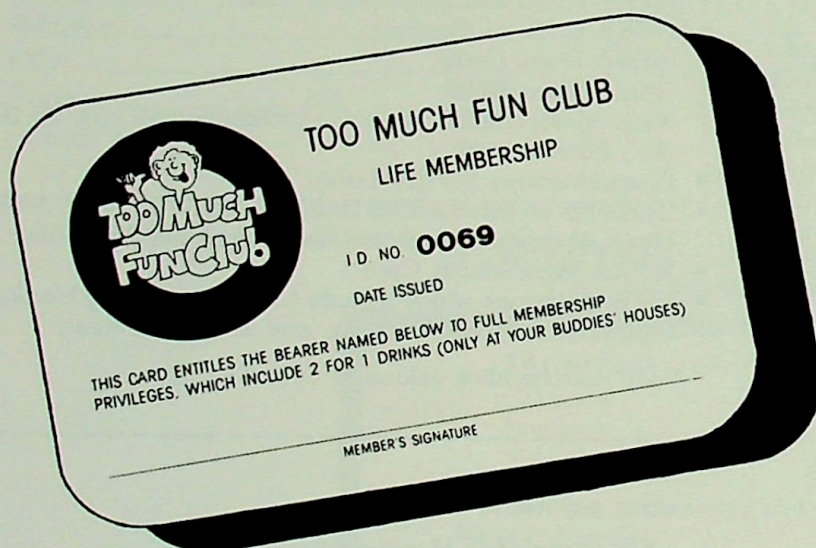 TOO MUCH
FUN CLUB
TOO MUCH FUN CLUB
LIFE MEMBERSHIP
I D. NO. 0069
DATE ISSUED
THIS CARD ENTITLES THE BEARER NAMED BELOW TO FULL MEMBERSHIP
PRIVILEGES, WHICH INCLUDE 2 FOR 1 DRINKS (ONLY AT YOUR BUDDIES' HOUSES)
MEMBER'S SIGNATURE